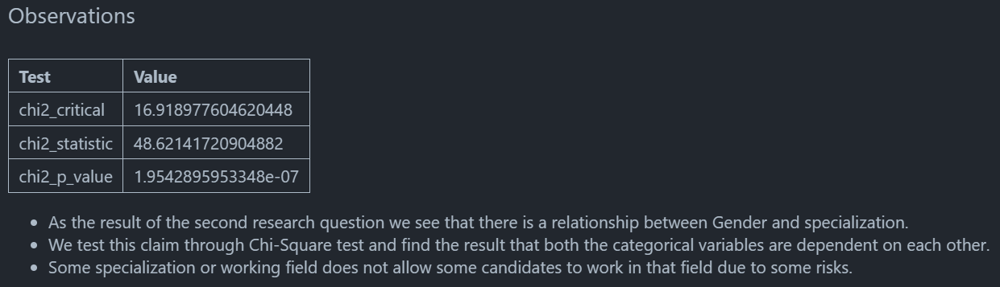 Observations
Test Value
chi2_critical 16.918977604620448
chi2_statistic 48.62141720904882
chi2_p_value 1.9542895953348e-07
• As the result of the second research question we see that there is a relationship between Gender and specialization.
• We test this claim through Chi-Square test and find the result that both the categorical variables are dependent on each other.
• Some specialization or working field does not allow some candidates to work in that field due to some risks.